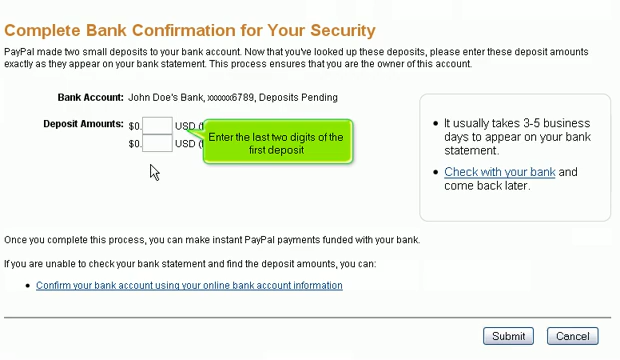 Complete Bank Confirmation for Your Security
PayPal made two small deposits to your bank account. Now that you've looked up these deposits, please enter these deposit amounts
exactly as they appear on your bank statement. This process ensures that you are the owner of this account.
Bank Account: John Doe's Bank, xxxxxx6789, Deposits Pending
Deposit Amounts: $0. USD (f
$0. USD (f
Enter the last two digits of the
first deposit
• It usually takes 3-5 business
days to appear on your bank
statement.
• Check with your bank and
come back later.
Once you complete this process, you can make instant PayPal payments funded with your bank.
If you are unable to check your bank statement and find the deposit amounts, you can:
• Confirm your bank account using your online bank account information
Submit Cancel